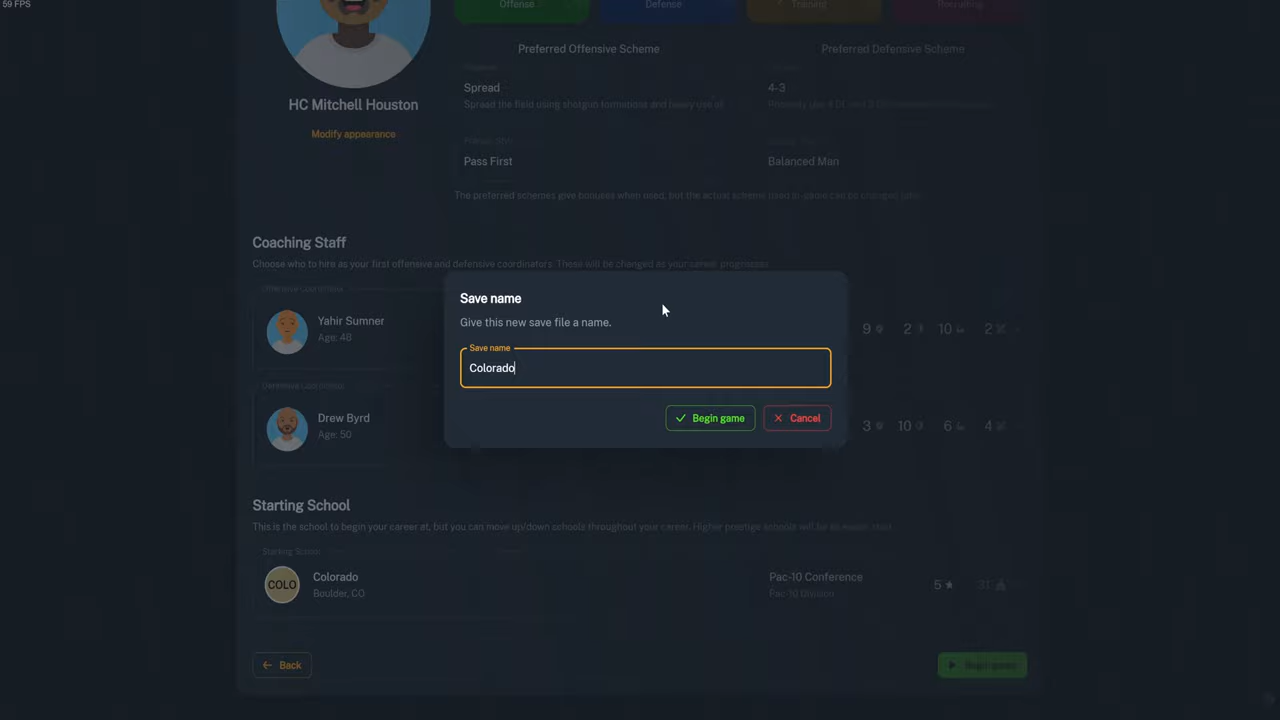 59 FPS
Offense
Defense
Training
Recruiting
Preferred Offensive Scheme
Preferred Defensive Scheme
Spread
4-3
Spread the field using shotgun formations and heavy use of
HC Mitchell Houston
Modify appearance
Pass First
Balanced Man
The preferred schemes give bonuses when used, but the actual scheme used in-game can be changed later.
Coaching Staff
Choose who to hire as your first offensive and defensive coordinators. These will be changed as your career progresses.
Offensive Coordinator
Yahir Sumner
Age: 48
9 2 10 2
Defensive Coordinator
Drew Byrd
Age: 50
3 10 6 4
Save name
Give this new save file a name.
Save name
Colorado
Begin game
Cancel
Starting School
This is the school to begin your career at, but you can move up/down schools throughout your career. Higher prestige schools will be
Starting School
COLO
Colorado
Boulder, CO
Pac-10 Conference
Pac-10 Division
5
31
Back
Begin game